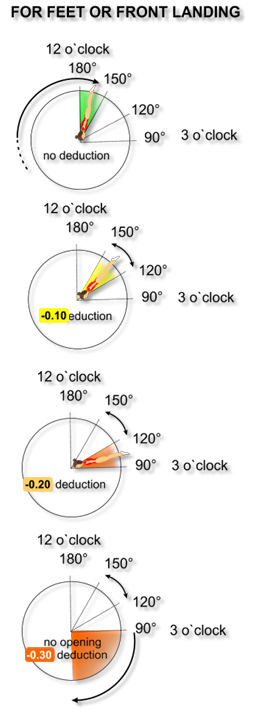 FOR FEET OR FRONT LANDING
12 o`clock
180°
150°
120°
90°
3 o`clock
no deduction
12 o`clock
180°
150°
120°
90°
3 o`clock
-0.10 eduction
12 o`clock
180°
150°
120°
90°
3 o`clock
-0.20 deduction
12 o`clock
180°
150°
120°
90°
3 o`clock
no opening
-0.30 deduction